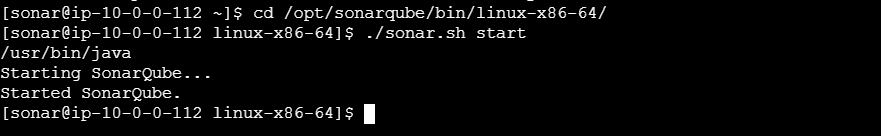 [sonar@ip-10-0-0-112 ~]$ cd /opt/sonarqube/bin/linux-x86-64/
[sonar@ip-10-0-0-112 linux-x86-64]$ ./sonar.sh start
/usr/bin/java
Starting SonarQube...
Started SonarQube.
[sonar@ip-10-0-0-112 linux-x86-64]$